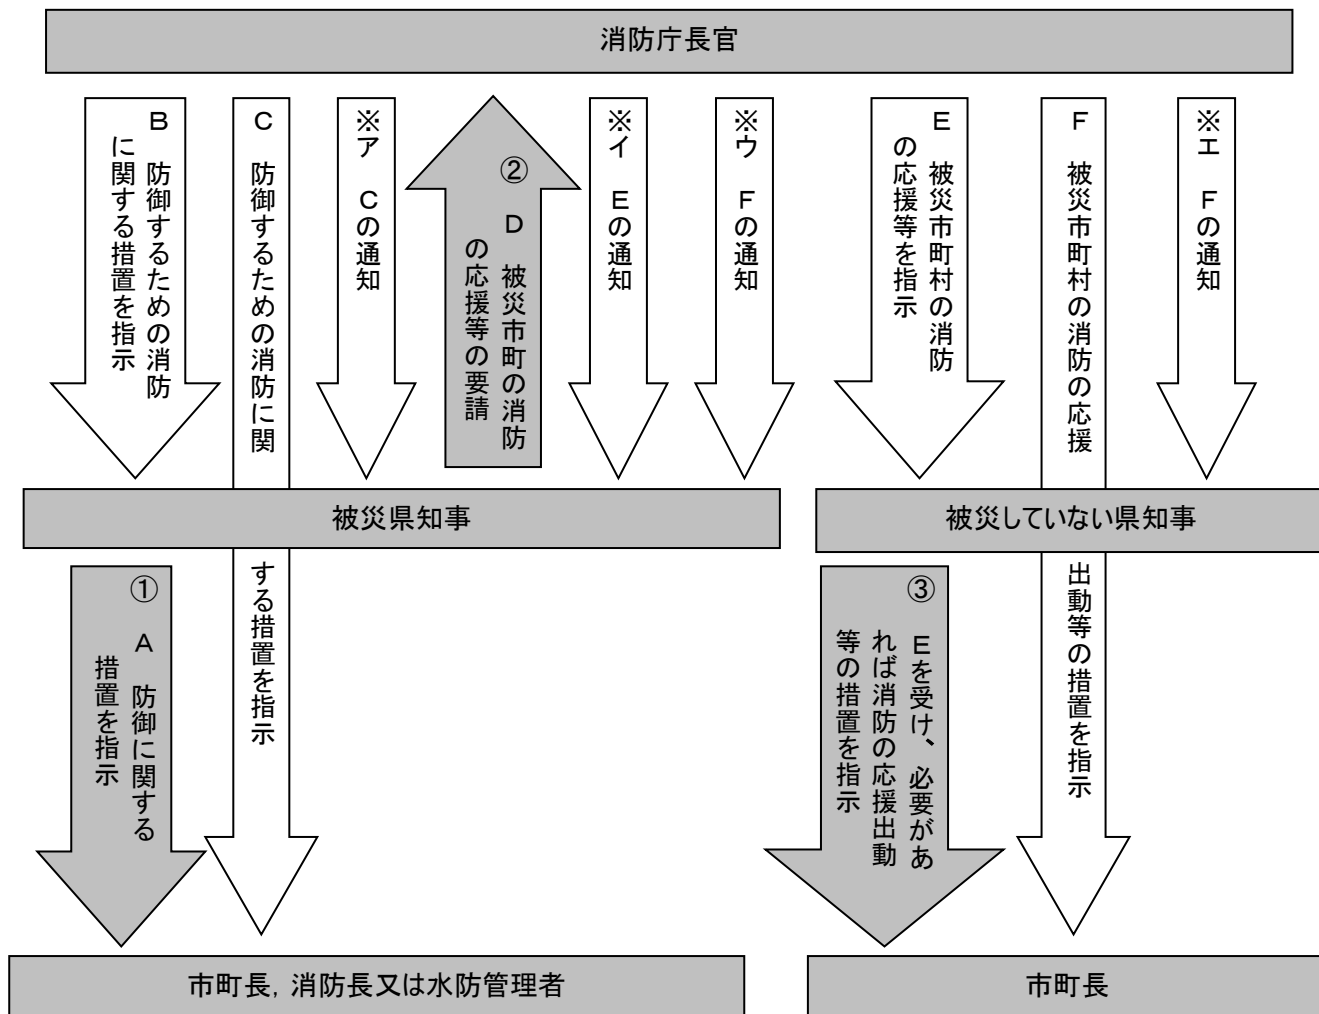 消防庁長官
B 防御するための消防
に関する措置を指示
C 防御するための消防に関
する措置を指示
※ア Cの通知
② D 被災市町の消防
の応援等の要請
※イ Eの通知
※ウ Fの通知
E 被災市町村の消防
の応援等を指示
F 被災市町村の消防の応援
出動等の措置を指示
※エ Fの通知
被災県知事
被災していない県知事
① A 防御に関する
措置を指示
③ Eを受け、必要があ
れば消防の応援出動
等の措置を指示
市町長，消防長又は水防管理者
市町長